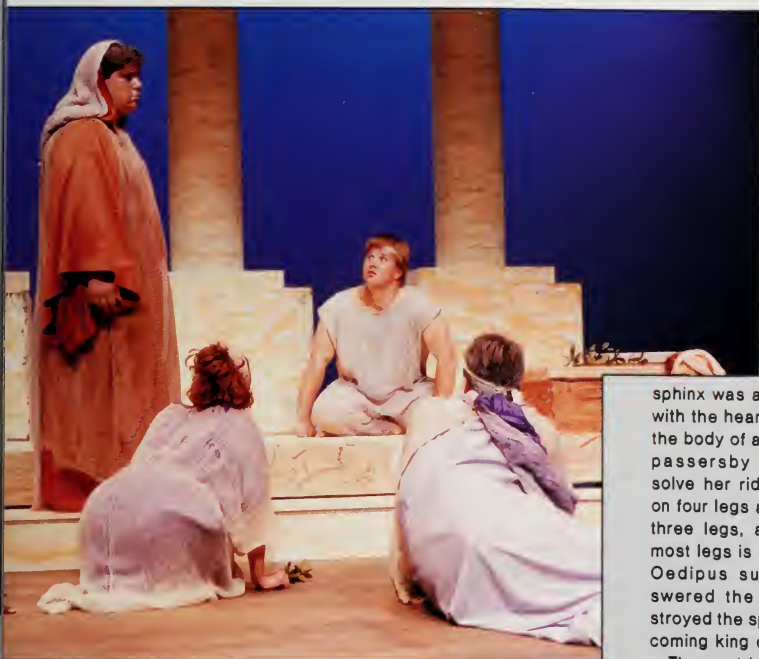 sphinx was a
with the hear
the body of a
passersby
solve her rid
on four legs a
three legs, a
most legs is
Oedipus su
swered the
stroyed the sp
coming king o